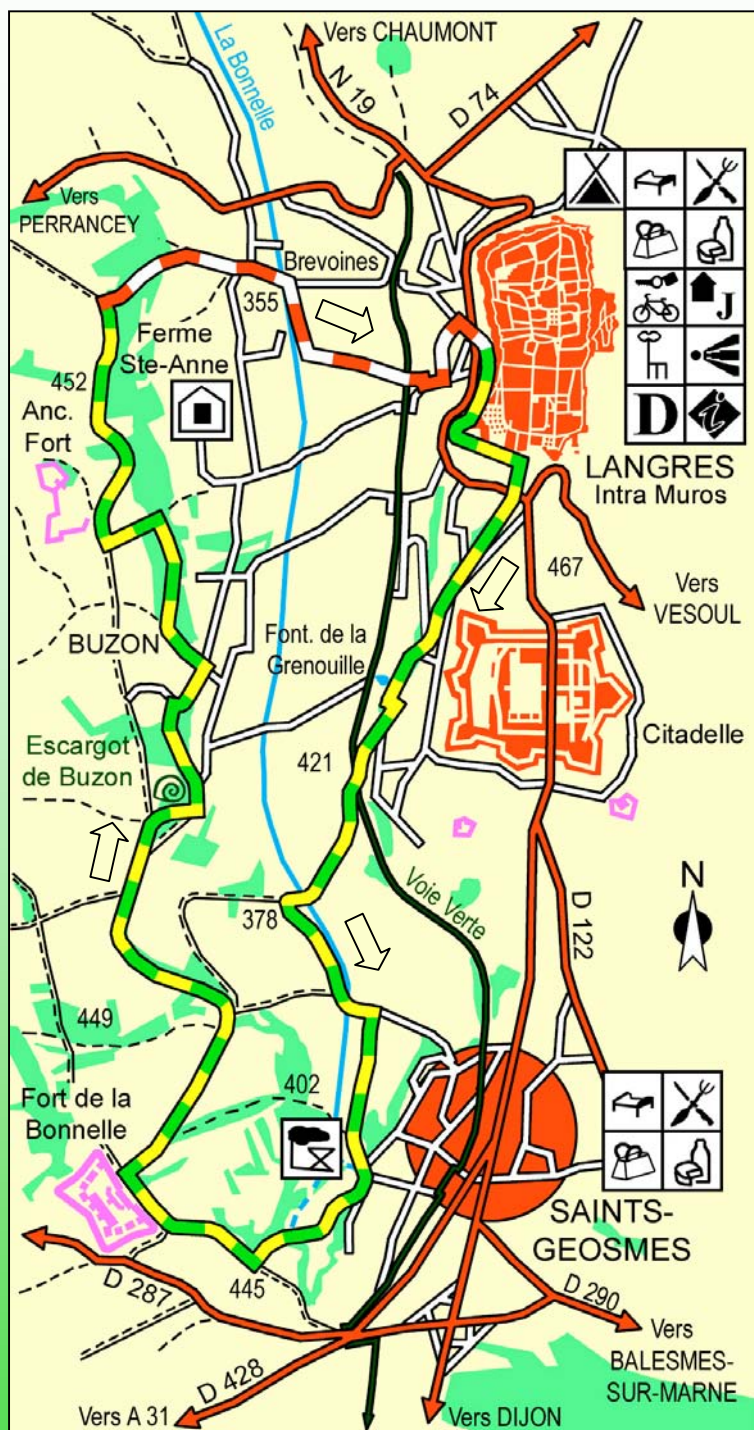 Vers CHAUMONT
La Bonnelle
N 19
D 74
Vers
PERRANCEY
Brevoines
355
Ferme
Ste-Anne
452
Anc.
Fort
J
D
i
LANGRES
Intra Muros
467
Vers
VESOUL
BUZON
Font. de la
Grenouille
Citadelle
Escargot
de Buzon
421
N
Voie Verte
378
D 122
449
402
Fort de la
Bonnelle
SAINTS-
GEOSMES
445
D 287
D 290
Vers
BALESMES-
SUR-MARNE
D 428
Vers A 31
Vers DIJON